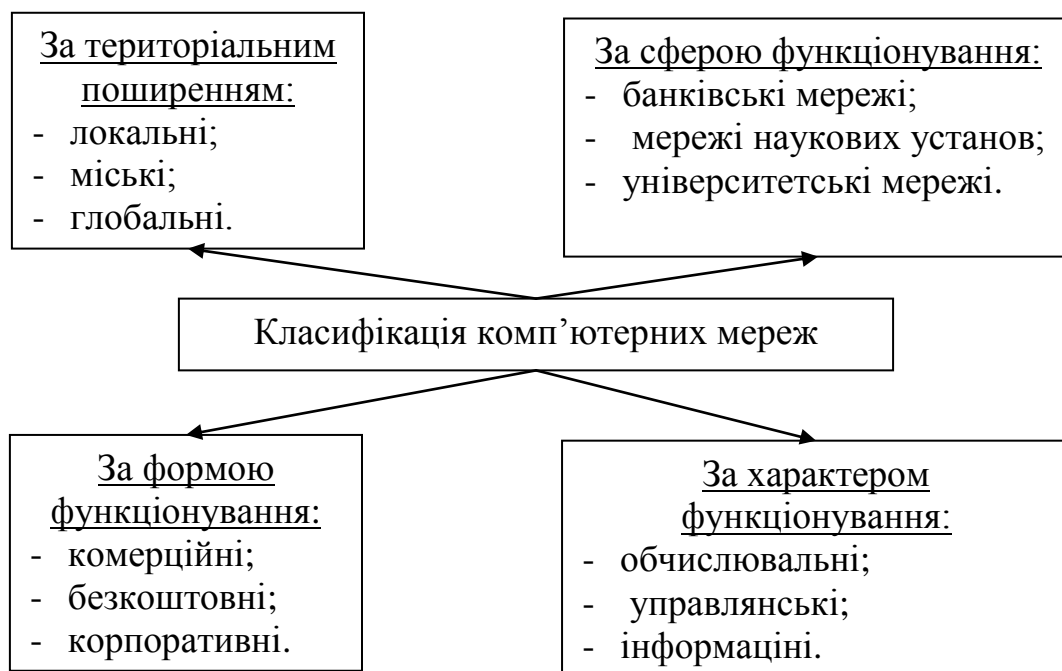 За територіальним
поширенням:
- локальні;
- міські;
- глобальні.
За сферою функціонування:
- банківські мережі;
- мережі наукових установ;
- університетські мережі.
Класифікація комп’ютерних мереж
За формою
функціонування:
- комерційні;
- безкоштовні;
- корпоративні.
За характером
функціонування:
- обчислювальні;
- управлянські;
- інформаціні.